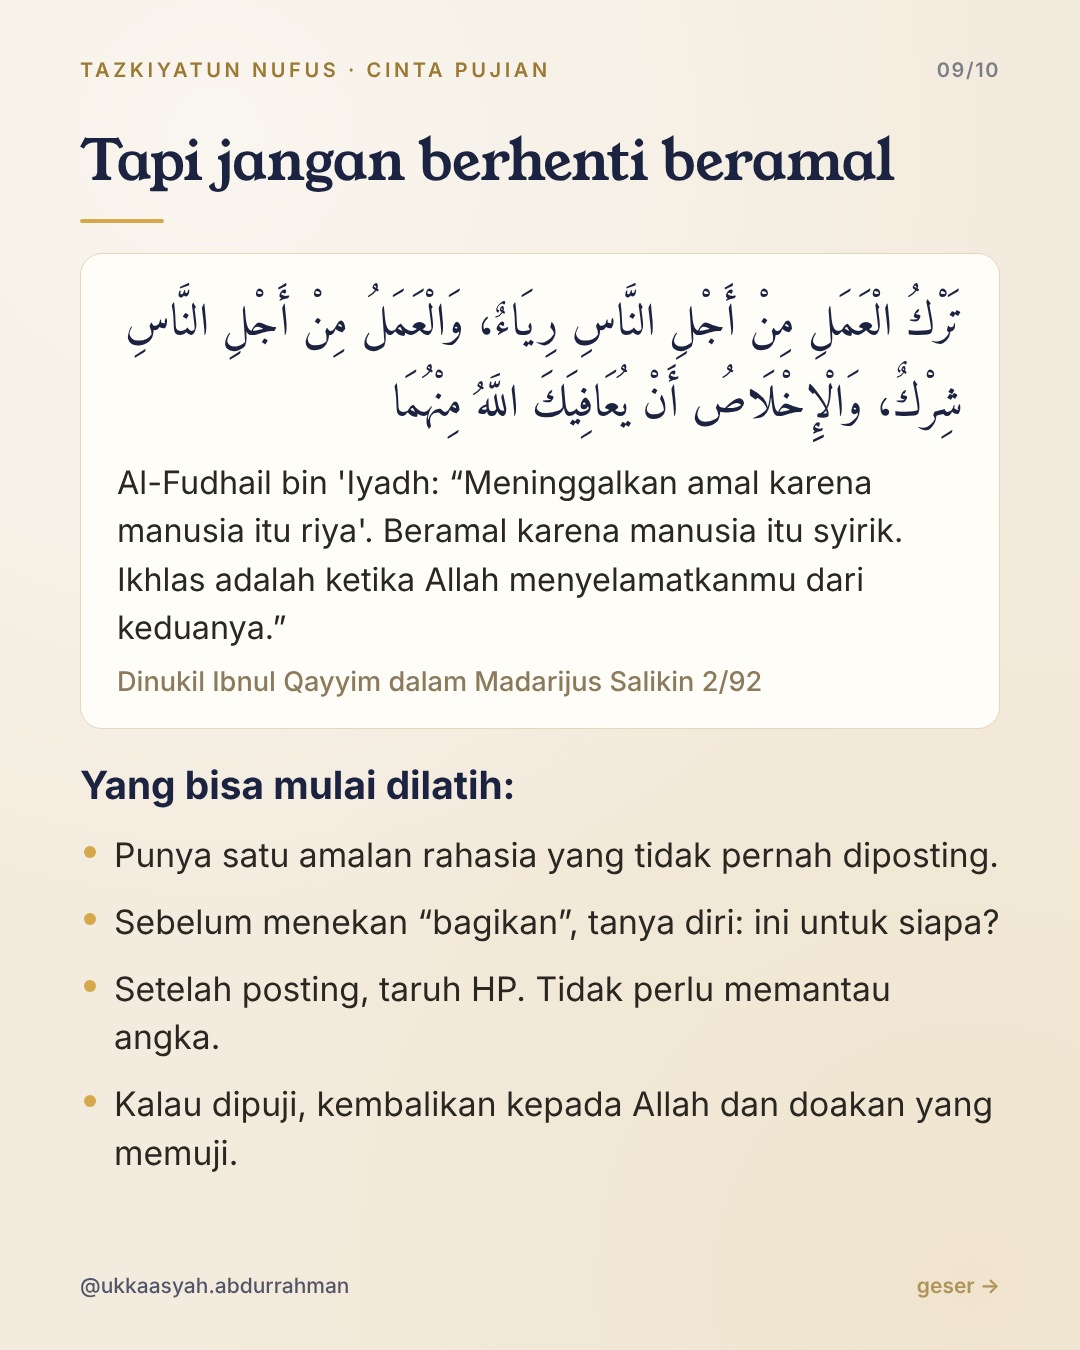 TAZKIYATUN NUFUS · CINTA PUJIAN
09/10
Tapi jangan berhenti beramal
تَرْكُ الْعَمَلِ مِنْ أَجْلِ النَّاسِ رِيَاءٌ، وَالْعَمَلُ مِنْ أَجْلِ النَّاسِ
شِرْكٌ، وَالْإِخْلَاصُ أَنْ يُعَافِيَكَ اللَّهُ مِنْهُمَا
Al-Fudhail bin 'Iyadh: “Meninggalkan amal karena
manusia itu riya'. Beramal karena manusia itu syirik.
Ikhlas adalah ketika Allah menyelamatkanmu dari
keduanya.”
Dinukil Ibnul Qayyim dalam Madarijus Salikin 2/92
Yang bisa mulai dilatih:
• Punya satu amalan rahasia yang tidak pernah diposting.
• Sebelum menekan “bagikan”, tanya diri: ini untuk siapa?
• Setelah posting, taruh HP. Tidak perlu memantau
angka.
• Kalau dipuji, kembalikan kepada Allah dan doakan yang
memuji.
@ukkaasyah.abdurrahman
geser →